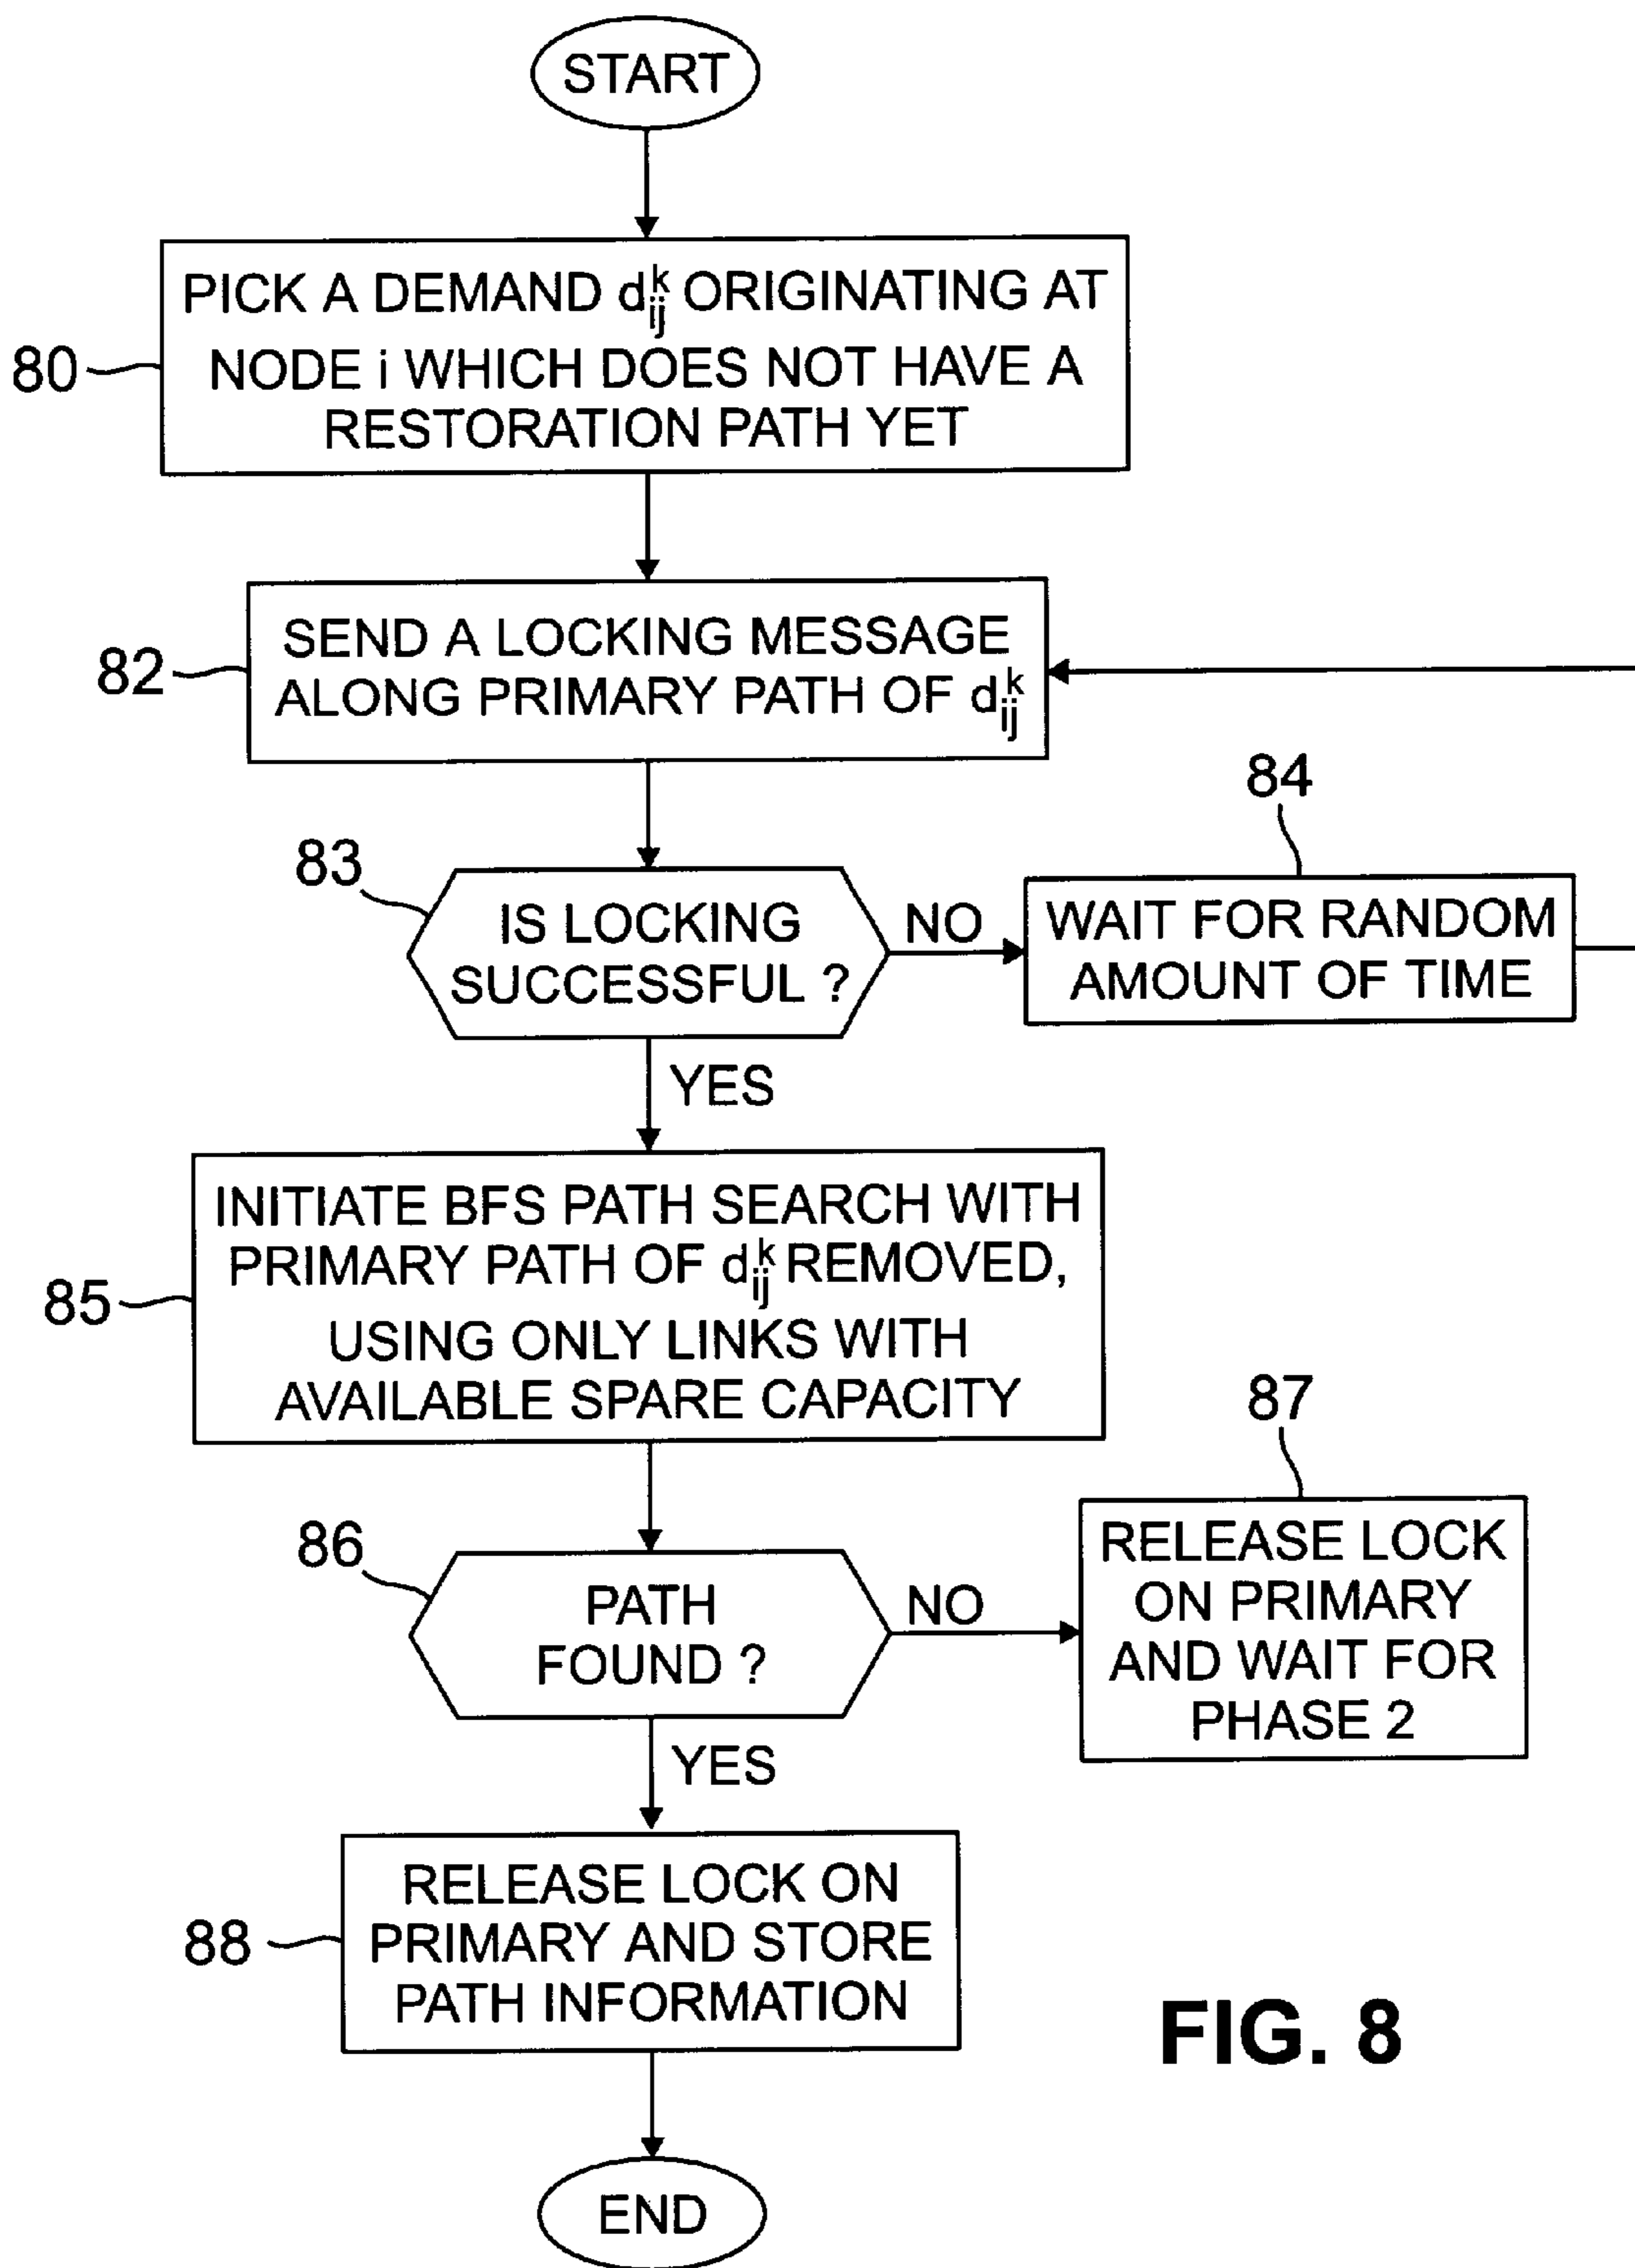 START
PICK A DEMAND d^k_ij ORIGINATING AT
NODE i WHICH DOES NOT HAVE A
RESTORATION PATH YET
80
SEND A LOCKING MESSAGE
ALONG PRIMARY PATH OF d^k_ij
82
83
IS LOCKING
SUCCESSFUL ?
NO
84
WAIT FOR RANDOM
AMOUNT OF TIME
YES
INITIATE BFS PATH SEARCH WITH
PRIMARY PATH OF d^k_ij REMOVED,
USING ONLY LINKS WITH
AVAILABLE SPARE CAPACITY
85
86
PATH
FOUND ?
NO
87
RELEASE LOCK
ON PRIMARY
AND WAIT FOR
PHASE 2
YES
RELEASE LOCK ON
PRIMARY AND STORE
PATH INFORMATION
88
END
FIG. 8